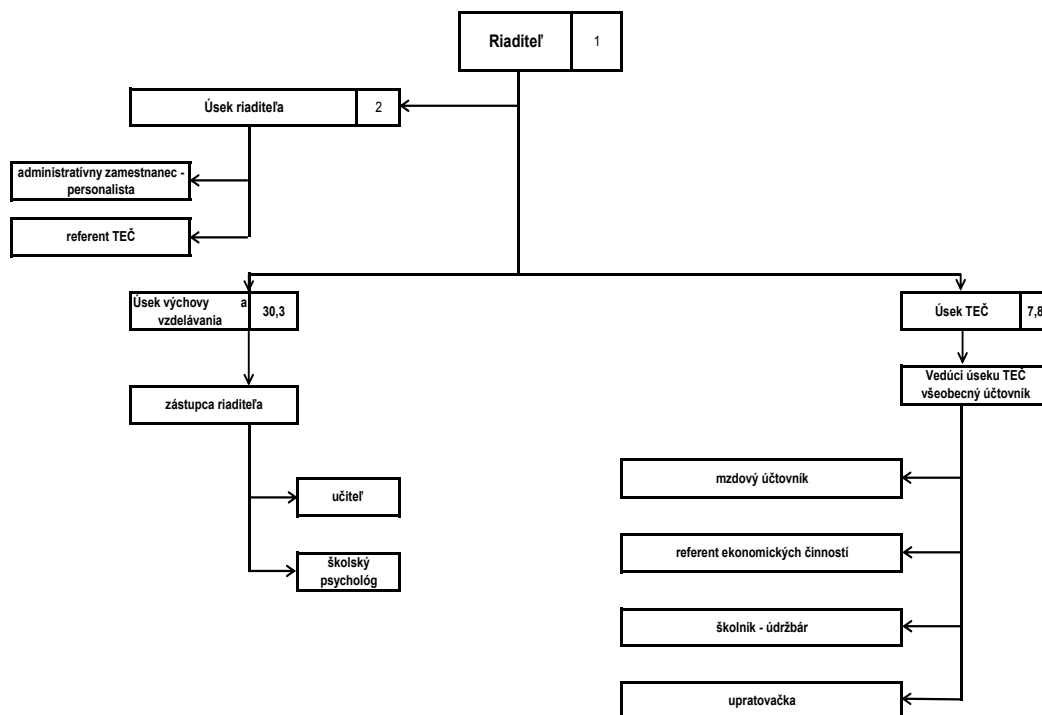 Riaditeľ 1
Úsek riaditeľa 2
administratívny zamestnanec -
personalista
referent TEČ
Úsek výchovy a
vzdelávania
30,3
Úsek TEČ 7,8
zástupca riaditeľa
Vedúci úseku TEČ
všeobecný účtovník
mzdový účtovník
učiteľ
referent ekonomických činností
školský
psychológ
školník - údržbár
upratovačka